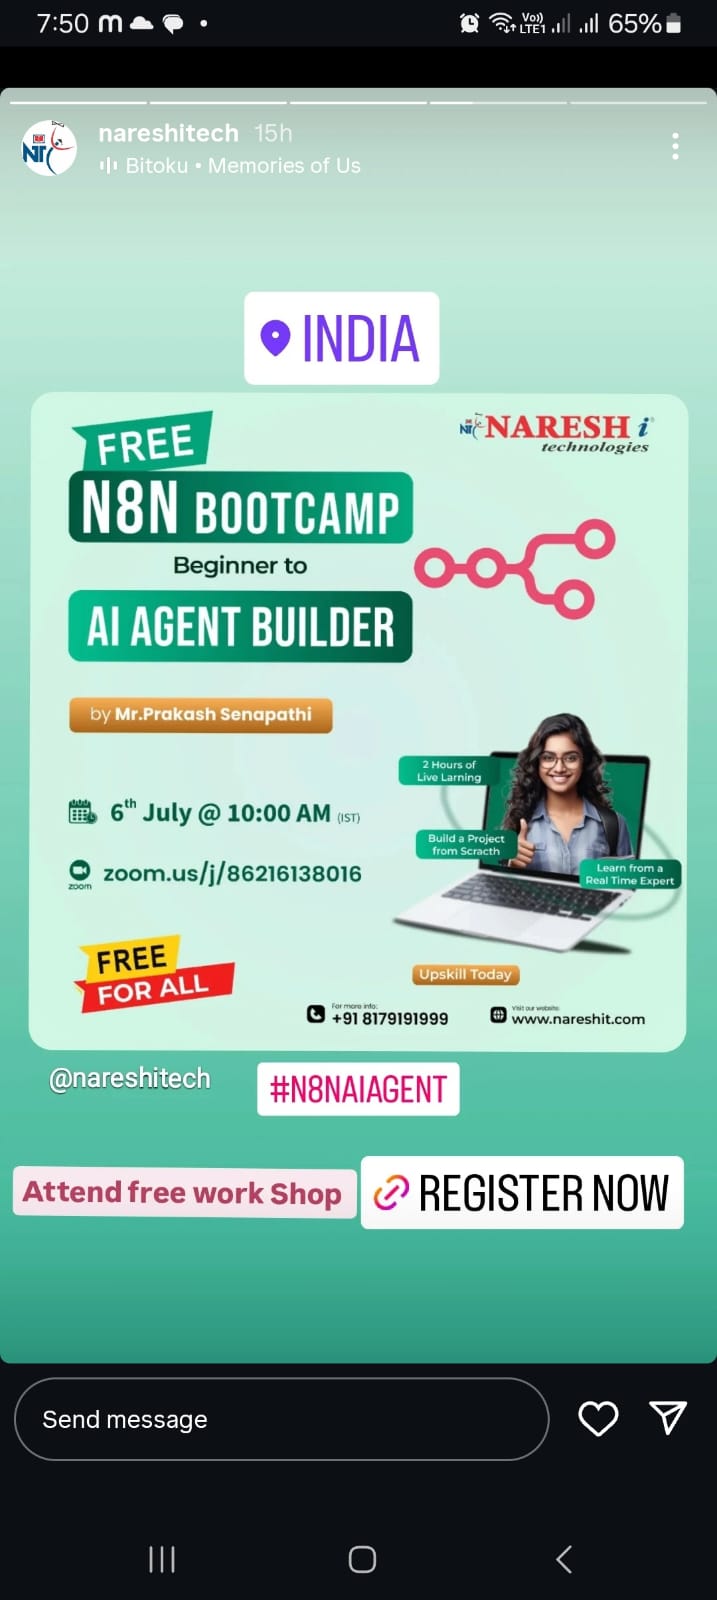 7:50
Vo))
LTE1
65%
nareshitech 15h
Bitoku • Memories of Us
INDIA
FREE
NARESH i
technologies
N8N BOOTCAMP
Beginner to
AI AGENT BUILDER
by Mr.Prakash Senapathi
2 Hours of
Live Larning
6th July @ 10:00 AM (IST)
Build a Project
from Scracth
Learn from a
Real Time Expert
zoom
zoom.us/j/86216138016
FREE
FOR ALL
Upskill Today
For more info:
+91 8179191999
Visit our website:
www.nareshit.com
@nareshitech
#N8NAIAGENT
Attend free work Shop
REGISTER NOW
Send message